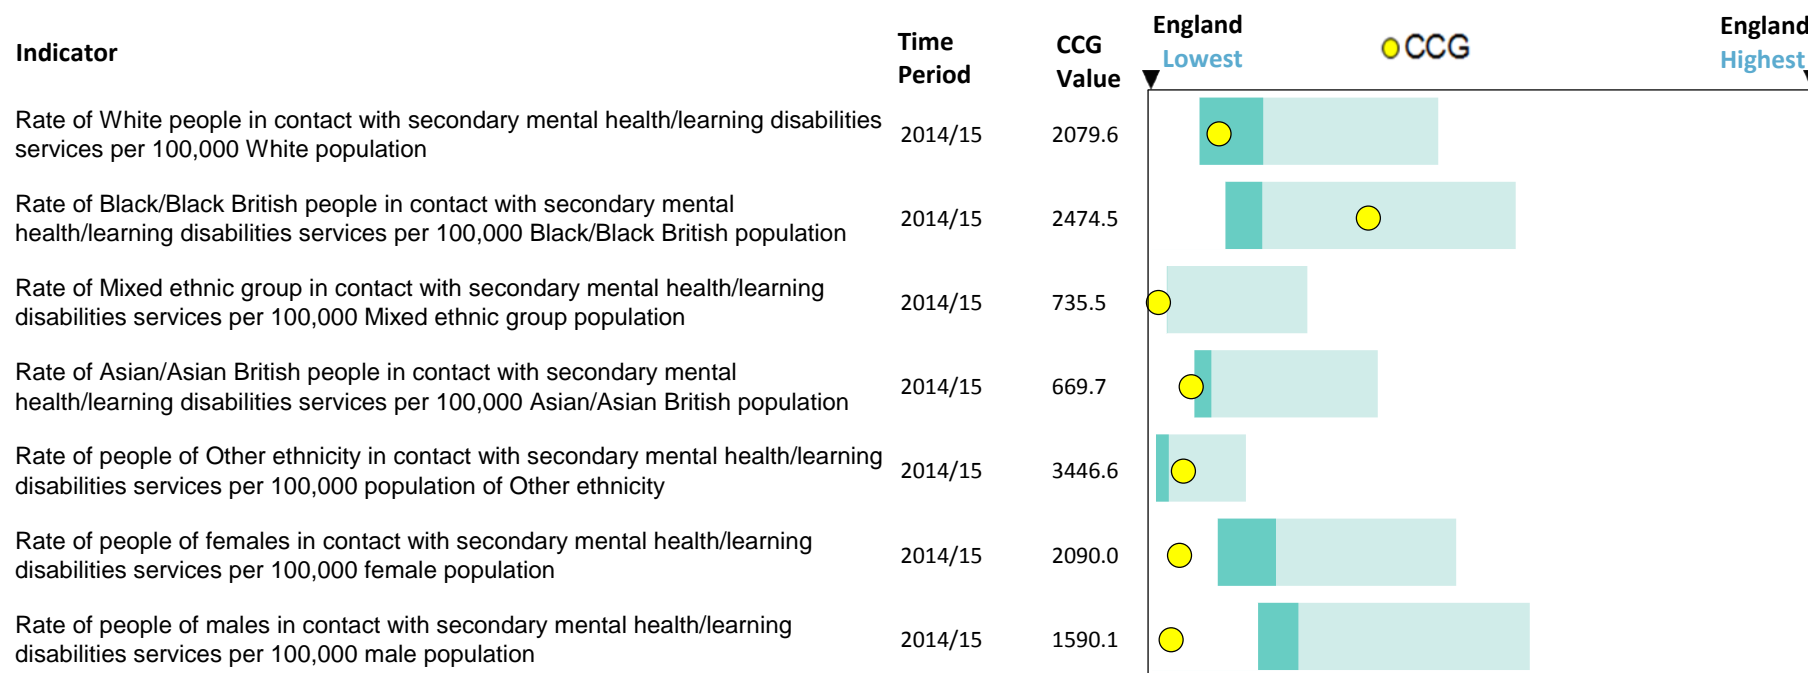 Indicator
Time
Period
CCG
Value
England
Lowest
CCG
England
Highest
Rate of White people in contact with secondary mental health/learning disabilities
services per 100,000 White population
2014/15
2079.6
Rate of Black/Black British people in contact with secondary mental
health/learning disabilities services per 100,000 Black/Black British population
2014/15
2474.5
Rate of Mixed ethnic group in contact with secondary mental health/learning
disabilities services per 100,000 Mixed ethnic group population
2014/15
735.5
Rate of Asian/Asian British people in contact with secondary mental
health/learning disabilities services per 100,000 Asian/Asian British population
2014/15
669.7
Rate of people of Other ethnicity in contact with secondary mental health/learning
disabilities services per 100,000 population of Other ethnicity
2014/15
3446.6
Rate of people of females in contact with secondary mental health/learning
disabilities services per 100,000 female population
2014/15
2090.0
Rate of people of males in contact with secondary mental health/learning
disabilities services per 100,000 male population
2014/15
1590.1